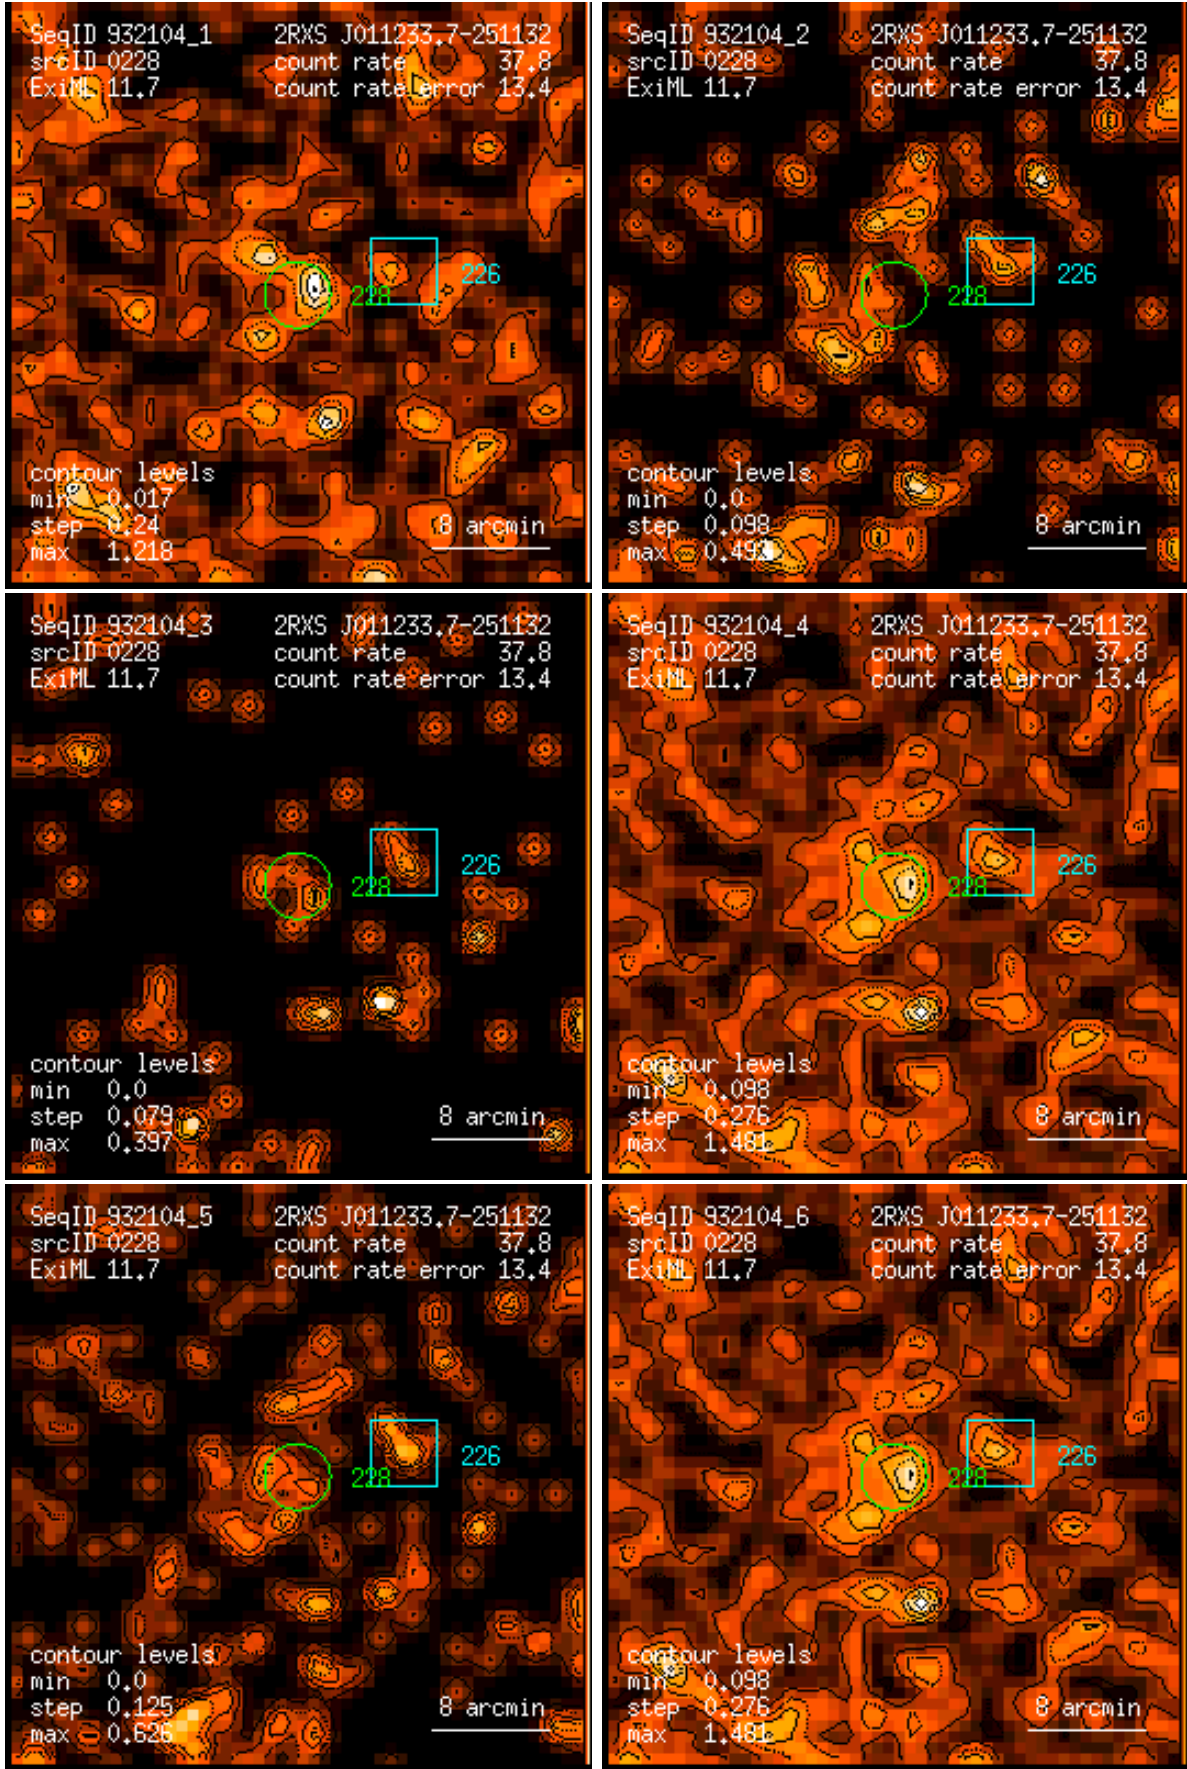 SeqID 932104_1 2RXS J011233.7-251132
srcID 0228 count rate 37.8
ExiML 11.7 count rate error 13.4
226
228
contour levels
min 0.017
step 0.24
max 1.218
8 arcmin
SeqID 932104_2 2RXS J011233.7-251132
srcID 0228 count rate 37.8
ExiML 11.7 count rate error 13.4
226
228
contour levels
min 0.0
step 0.098
max 0.493
8 arcmin
SeqID 932104_3 2RXS J011233.7-251132
srcID 0228 count rate 37.8
ExiML 11.7 count rate error 13.4
226
228
contour levels
min 0.0
step 0.079
max 0.397
8 arcmin
SeqID 932104_4 2RXS J011233.7-251132
srcID 0228 count rate 37.8
ExiML 11.7 count rate error 13.4
226
228
contour levels
min 0.098
step 0.276
max 1.481
8 arcmin
SeqID 932104_5 2RXS J011233.7-251132
srcID 0228 count rate 37.8
ExiML 11.7 count rate error 13.4
226
228
contour levels
min 0.0
step 0.125
max 0.626
8 arcmin
SeqID 932104_6 2RXS J011233.7-251132
srcID 0228 count rate 37.8
ExiML 11.7 count rate error 13.4
226
228
contour levels
min 0.098
step 0.276
max 1.481
8 arcmin